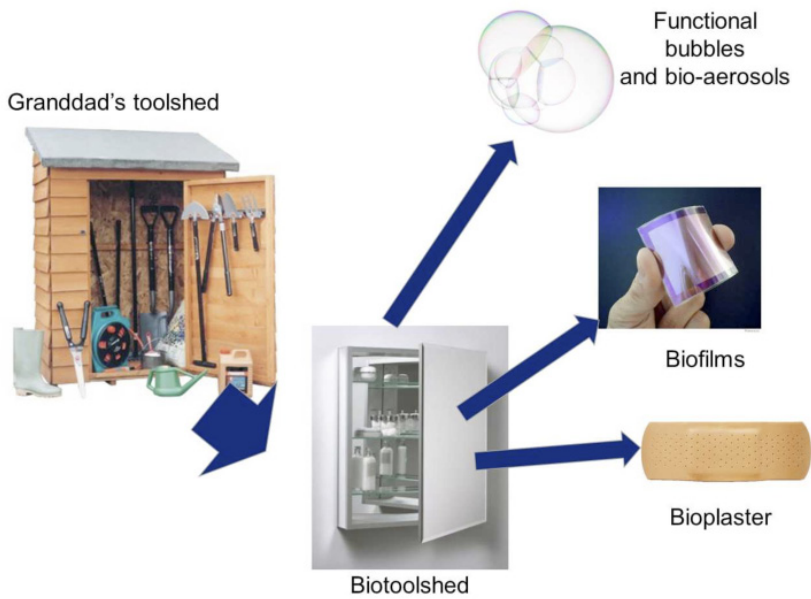 Functional
bubbles
and bio-aerosols
Granddad's toolshed
Biofilms
Bioplaster
Biotoolshed